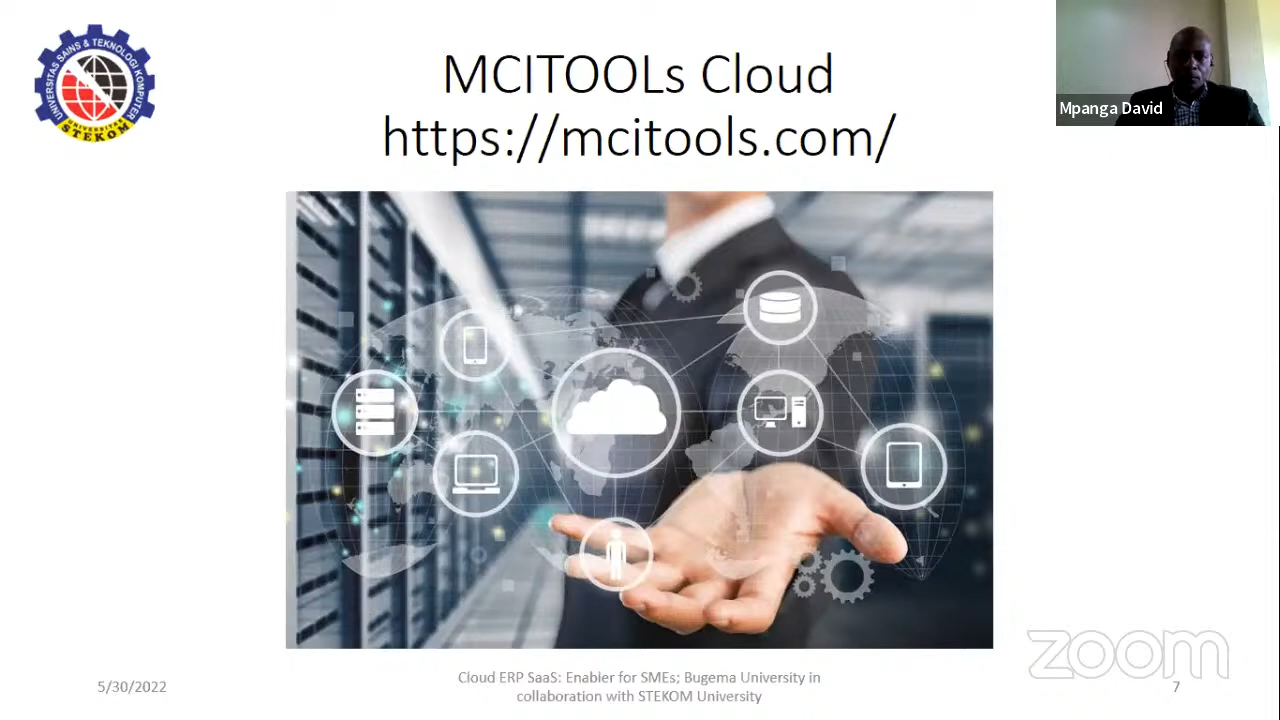 UNIVERSITAS SAINS & TEKNOLOGI KOMPUTER
UNIVERSITAS
STEKOM
MCITOOLs Cloud
https://mcitools.com/
Mpanga David
5/30/2022
Cloud ERP SaaS: Enabler for SMEs; Bugema University in
collaboration with STEKOM University
zoom
7